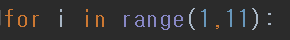 for i in range(1,11):